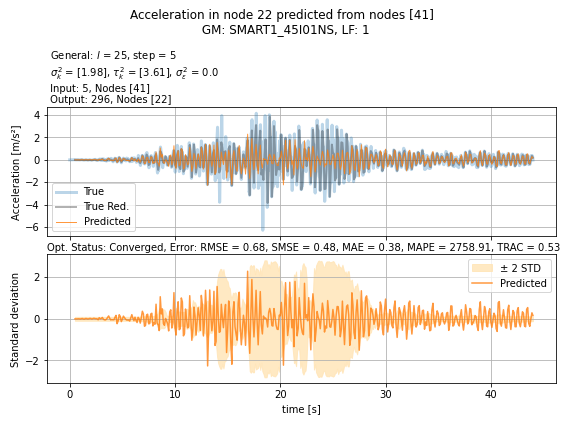 Acceleration in node 22 predicted from nodes [41]
GM: SMART1_45I01NS, LF: 1
General: l = 25, step = 5
σ²ₖ = [1.98], τ²ₖ = [3.61], σ²_ε = 0.0
Input: 5, Nodes [41]
Output: 296, Nodes [22]
Acceleration [m/s²]
4
2
0
−2
−4
−6
True
True Red.
Predicted
Opt. Status: Converged, Error: RMSE = 0.68, SMSE = 0.48, MAE = 0.38, MAPE = 2758.91, TRAC = 0.53
Standard deviation
2
0
−2
± 2 STD
Predicted
0 10 20 30 40
time [s]